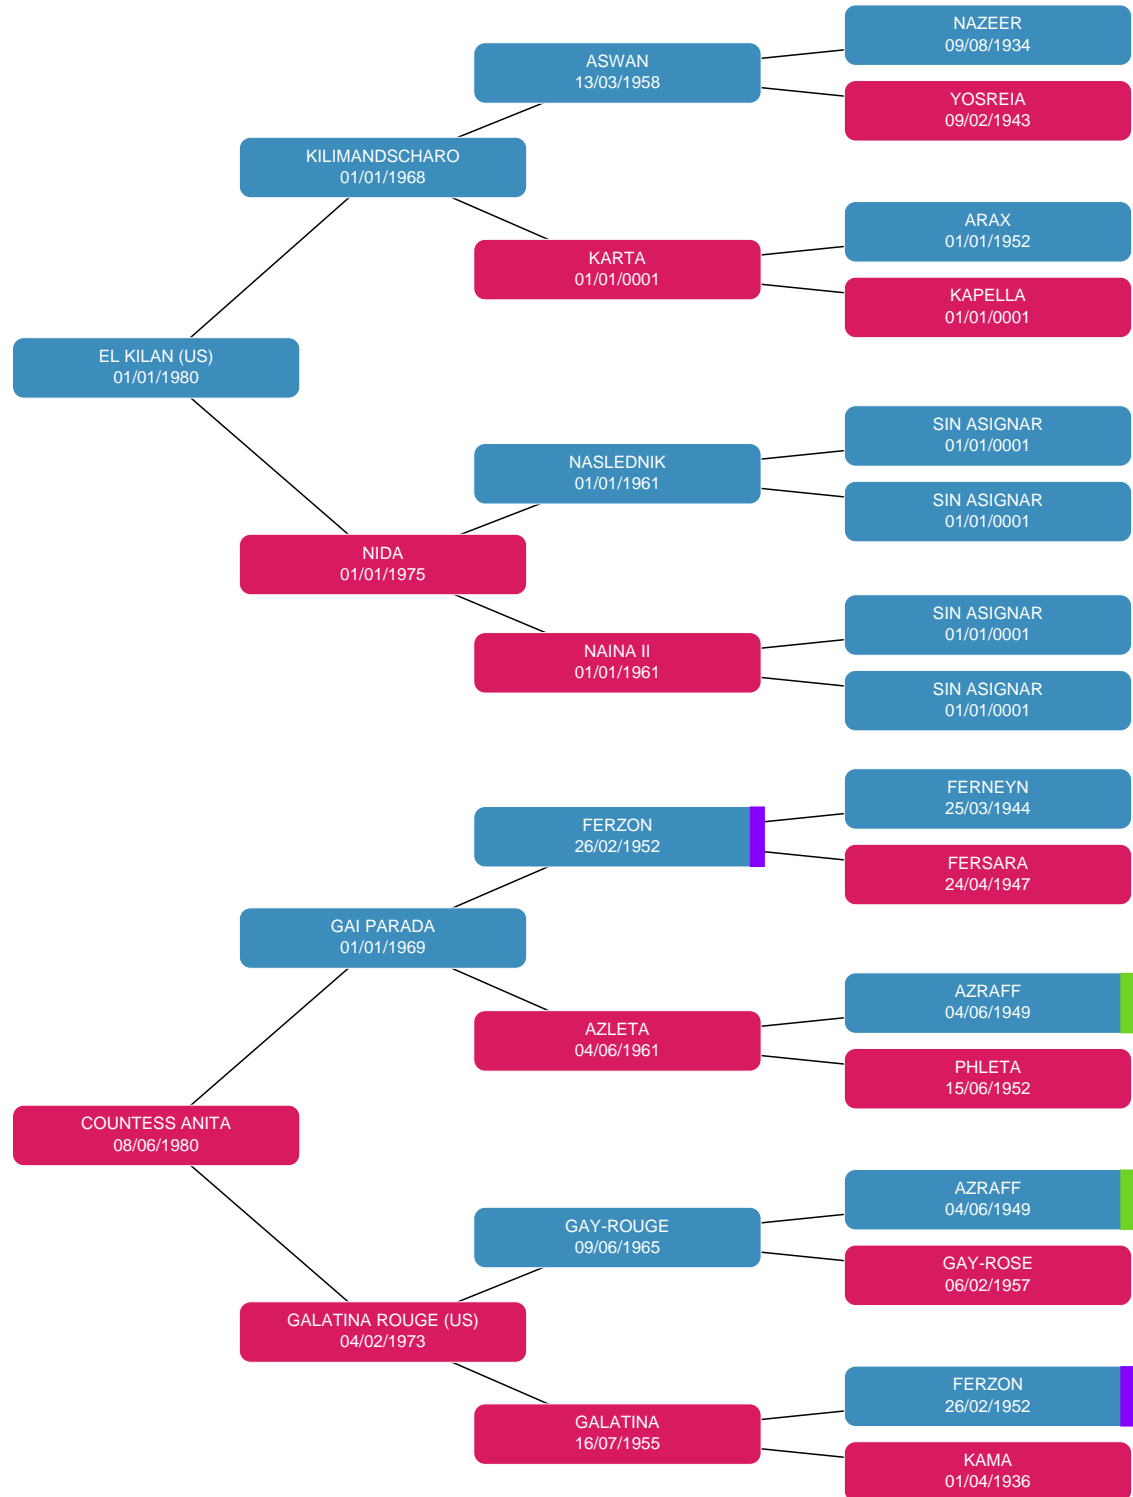 NAZEER
09/08/1934
ASWAN
13/03/1958
YOSREIA
09/02/1943
KILIMANDSCHARO
01/01/1968
ARAX
01/01/1952
KARTA
01/01/0001
KAPELLA
01/01/0001
EL KILAN (US)
01/01/1980
SIN ASIGNAR
01/01/0001
NASLEDNIK
01/01/1961
SIN ASIGNAR
01/01/0001
NIDA
01/01/1975
SIN ASIGNAR
01/01/0001
NAINA II
01/01/1961
SIN ASIGNAR
01/01/0001
FERNEYN
25/03/1944
FERZON
26/02/1952
FERSARA
24/04/1947
GAI PARADA
01/01/1969
AZRAFF
04/06/1949
AZLETA
04/06/1961
PHLETA
15/06/1952
COUNTESS ANITA
08/06/1980
AZRAFF
04/06/1949
GAY-ROUGE
09/06/1965
GAY-ROSE
06/02/1957
GALATINA ROUGE (US)
04/02/1973
FERZON
26/02/1952
GALATINA
16/07/1955
KAMA
01/04/1936